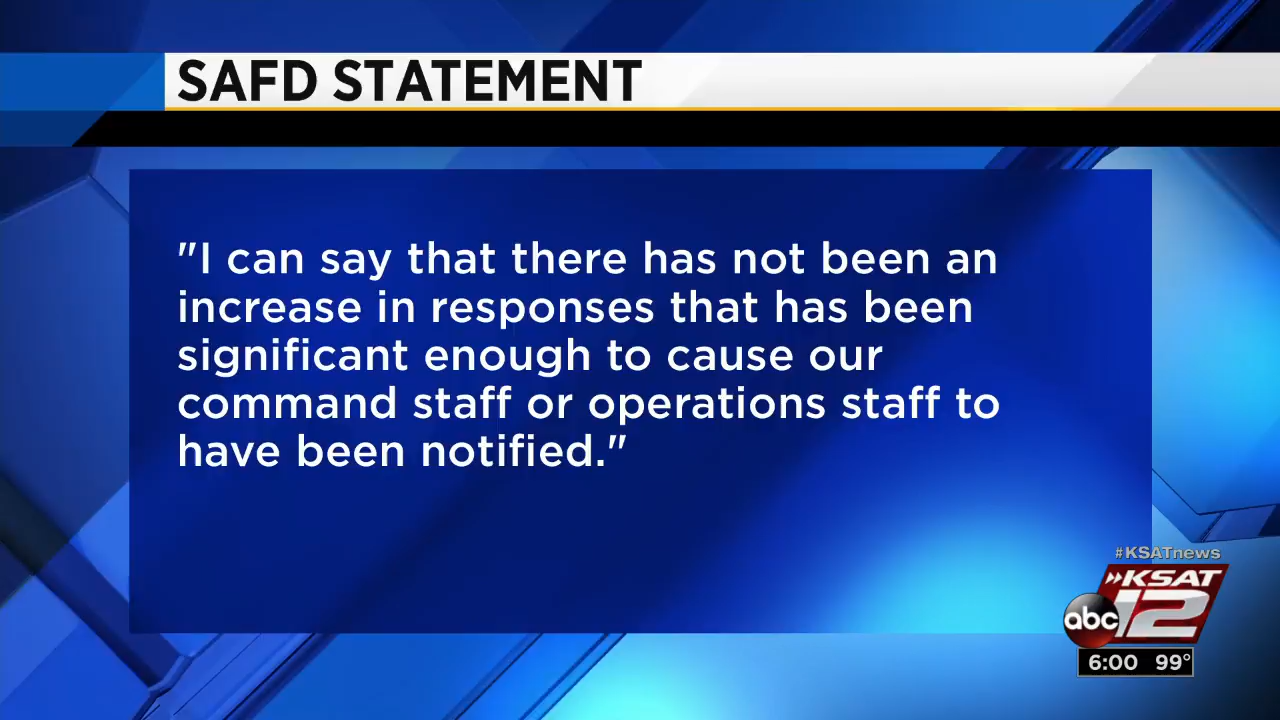 SAFD STATEMENT
"I can say that there has not been an
increase in responses that has been
significant enough to cause our
command staff or operations staff to
have been notified."
#KSATnews
KSAT
abc 12
6:00 99°